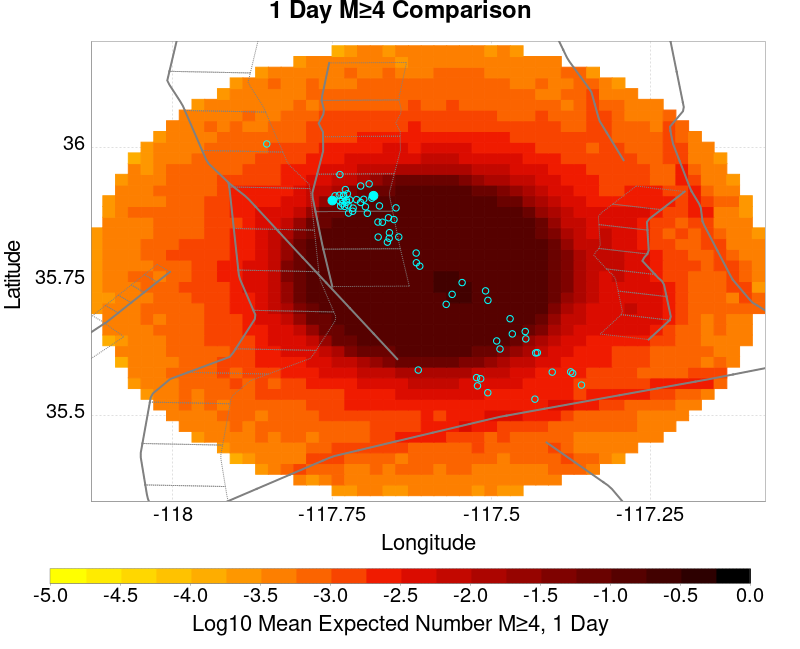 1 Day M≥4 Comparison
36
35.75
35.5
Latitude
-118 -117.75 -117.5 -117.25
Longitude
-5.0 -4.5 -4.0 -3.5 -3.0 -2.5 -2.0 -1.5 -1.0 -0.5 0.0
Log10 Mean Expected Number M≥4, 1 Day